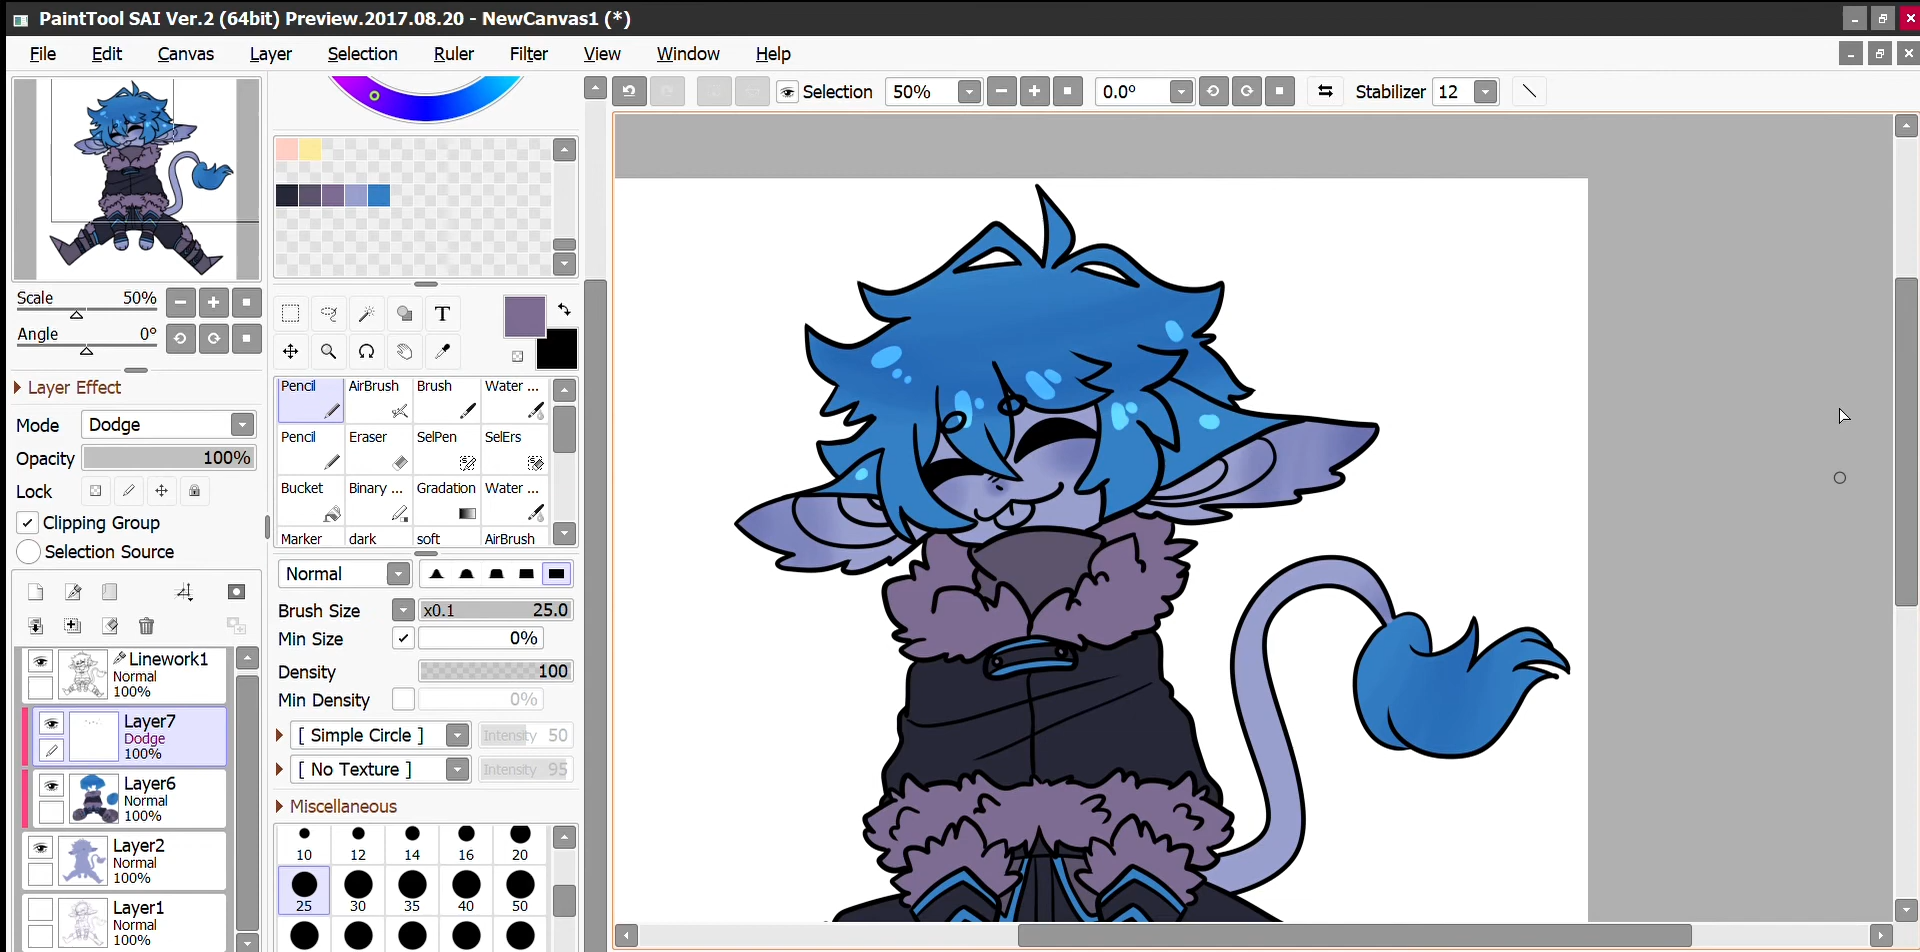 PaintTool SAI Ver.2 (64bit) Preview.2017.08.20 - NewCanvas1 (*)
File Edit Canvas Layer Selection Ruler Filter View Window Help
Selection 50% 0.0° Stabilizer 12
Scale 50%
Angle 0°
Layer Effect
Mode Dodge
Opacity 100%
Lock
Clipping Group
Selection Source
Linework1
Normal
100%
Layer7
Dodge
100%
Layer6
Normal
100%
Layer2
Normal
100%
Layer1
Normal
100%
T
Pencil AirBrush Brush Water ...
Pencil Eraser SelPen SelErs
Bucket Binary ... Gradation Water ...
Marker dark soft AirBrush
Normal
Brush Size x0.1 25.0
Min Size 0%
Density 100
Min Density 0%
[ Simple Circle ] Intensity 50
[ No Texture ] Intensity 95
Miscellaneous
10 12 14 16 20
25 30 35 40 50